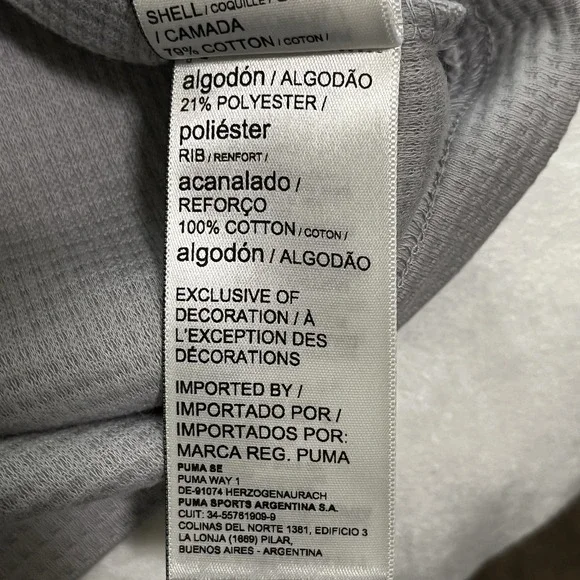 SHELL / COQUILLE /
/ CAMADA
79% COTTON / COTON /
algodón / ALGODÃO
21% POLYESTER /
poliéster
RIB / RENFORT /
acanalado /
REFORÇO
100% COTTON / COTON /
algodón / ALGODÃO
EXCLUSIVE OF
DECORATION / À
L'EXCEPTION DES
DÉCORATIONS
IMPORTED BY /
IMPORTADO POR /
IMPORTADOS POR:
MARCA REG. PUMA
PUMA SE
PUMA WAY 1
DE-91074 HERZOGENAURACH
PUMA SPORTS ARGENTINA S.A.
CUIT: 34-55761909-9
COLINAS DEL NORTE 1381, EDIFICIO 3
LA LONJA (1669) PILAR,
BUENOS AIRES - ARGENTINA